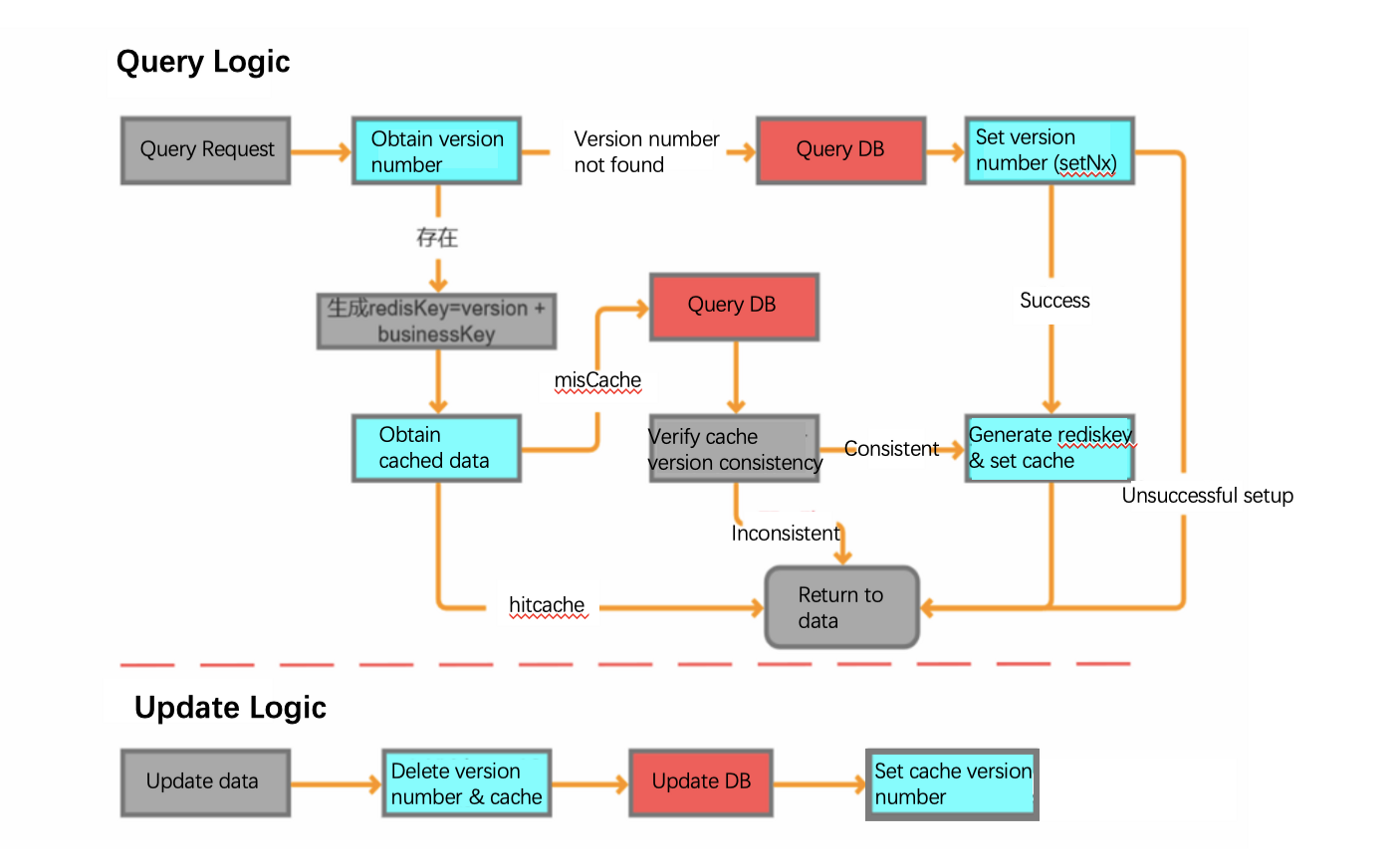 Query Logic
Query Request
Obtain version
number
Version number
not found
Query DB
Set version
number (setNx)
存在
生成redisKey=version +
businessKey
Query DB
Success
misCache
Obtain
cached data
Verify cache
version consistency
Consistent
Generate rediskey
& set cache
Unsuccessful setup
Inconsistent
hitcache
Return to
data
Update Logic
Update data
Delete version
number & cache
Update DB
Set cache version
number